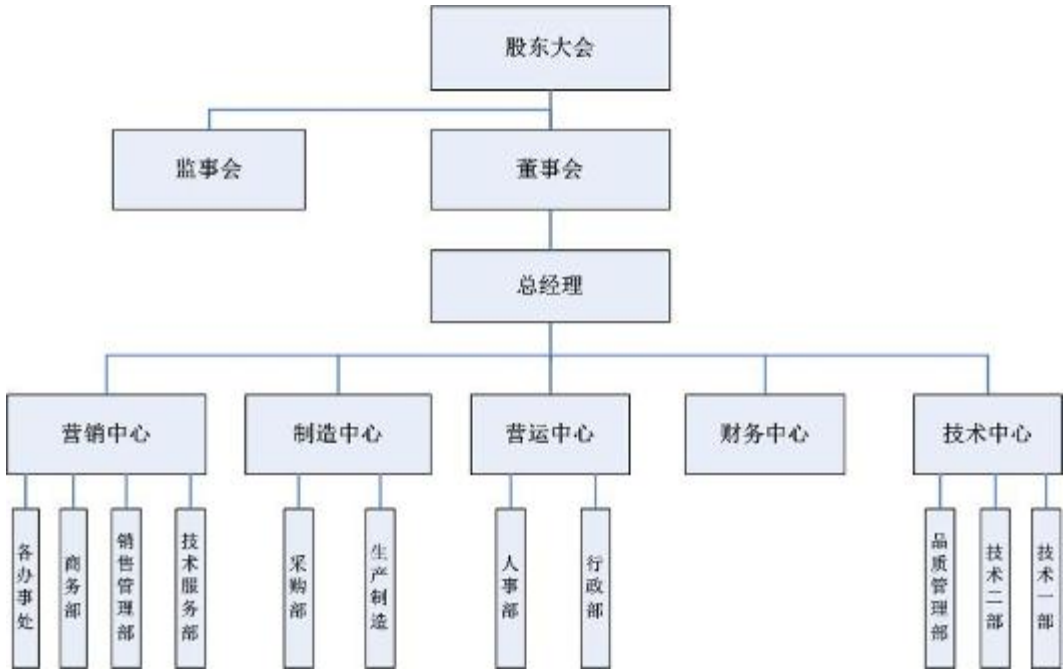 股东大会
监事会
董事会
总经理
营销中心
制造中心
营运中心
财务中心
技术中心
各办事处
商务部
销售管理部
技术服务部
采购部
生产制造
人事部
行政部
品质管理部
技术二部
技术一部